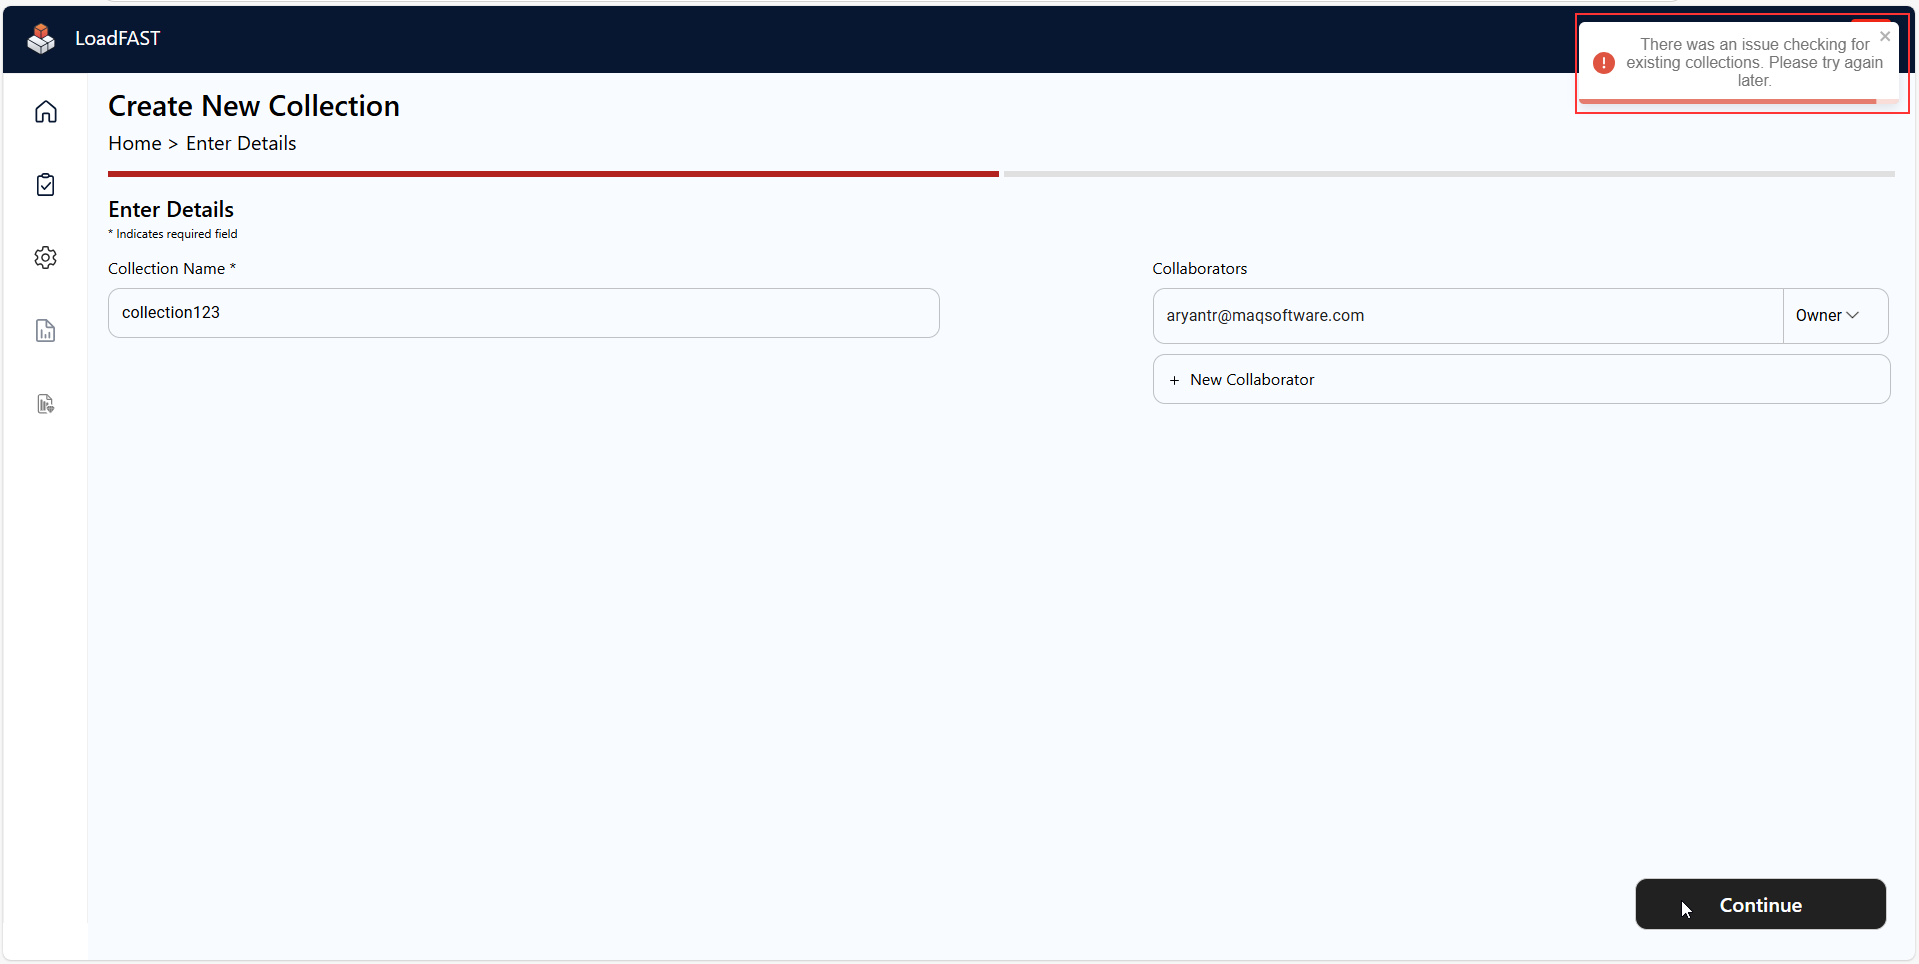 LoadFAST
There was an issue checking for
existing collections. Please try again
later.
Create New Collection
Home > Enter Details
Enter Details
* Indicates required field
Collection Name *
collection123
Collaborators
aryantr@maqsoftware.com
Owner
+ New Collaborator
Continue